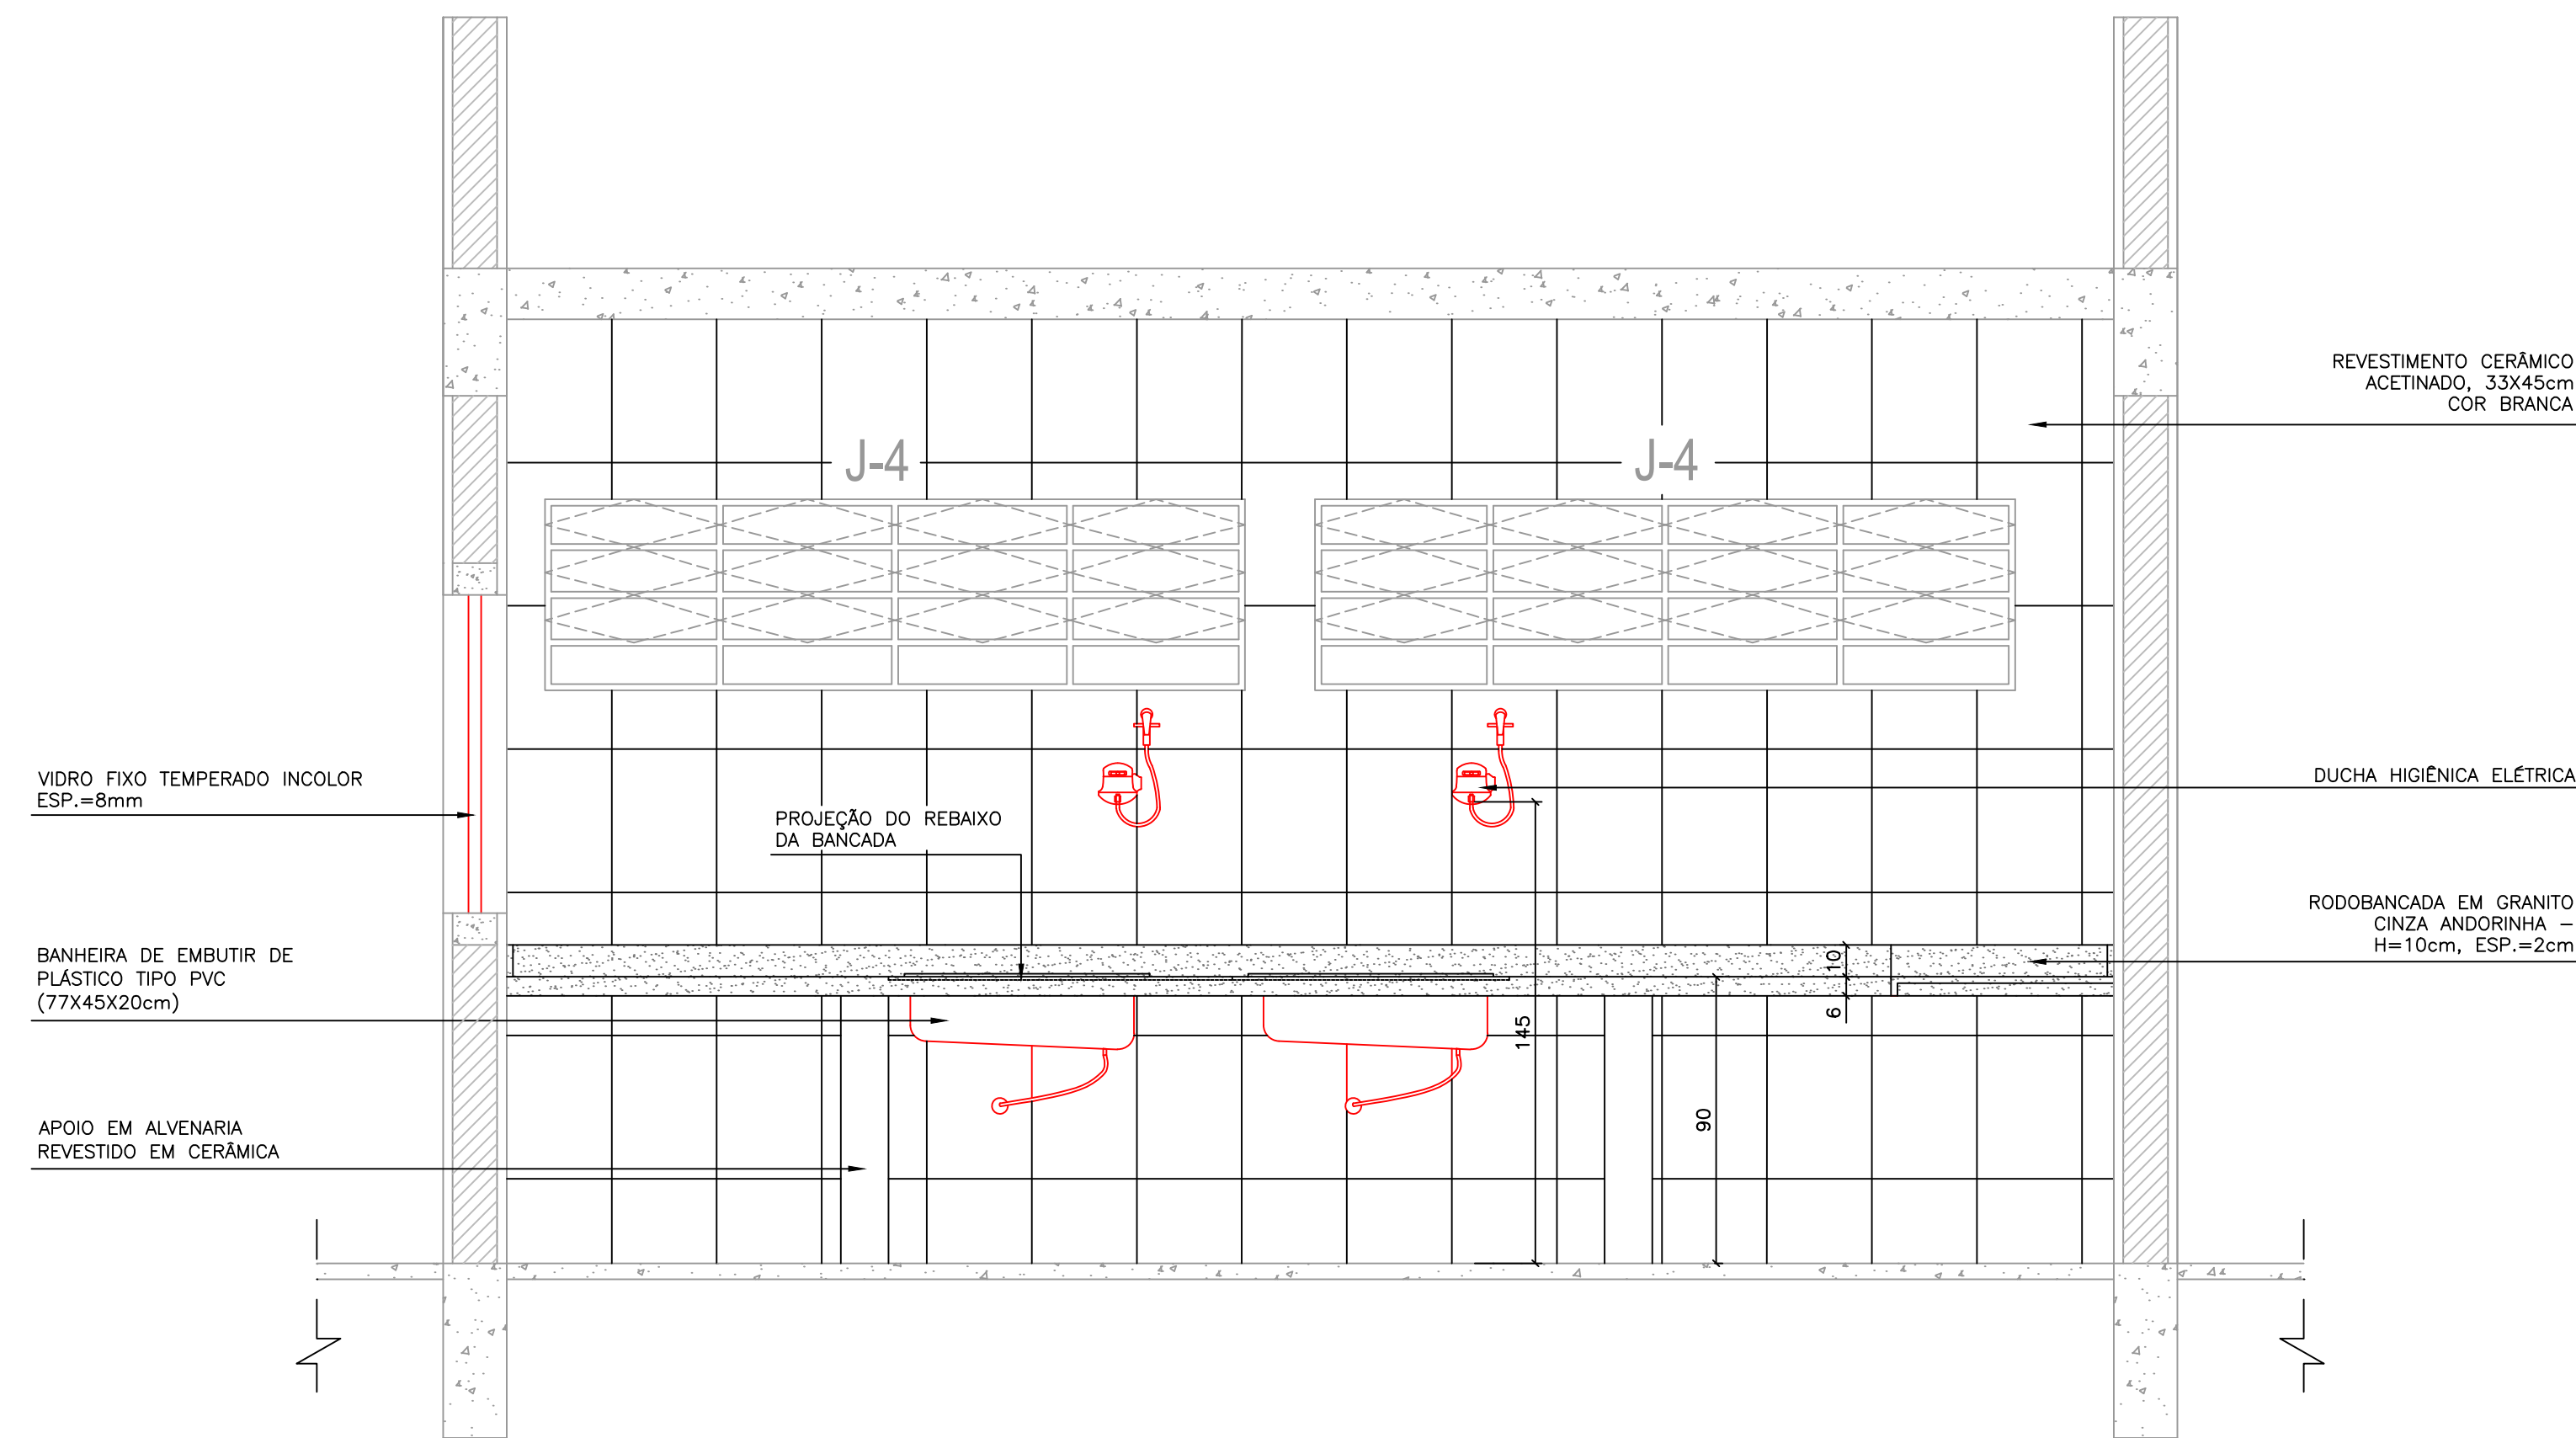 REVESTIMENTO CERÂMICO
ACETINADO, 33X45cm
COR BRANCA
J-4
J-4
VIDRO FIXO TEMPERADO INCOLOR
ESP.=8mm
DUCHA HIGIÊNICA ELÉTRICA
PROJEÇÃO DO REBAIXO
DA BANCADA
RODOBANCADA EM GRANITO
CINZA ANDORINHA –
H=10cm, ESP.=2cm
BANHEIRA DE EMBUTIR DE
PLÁSTICO TIPO PVC
(77X45X20cm)
10
6
145
90
APOIO EM ALVENARIA
REVESTIDO EM CERÂMICA